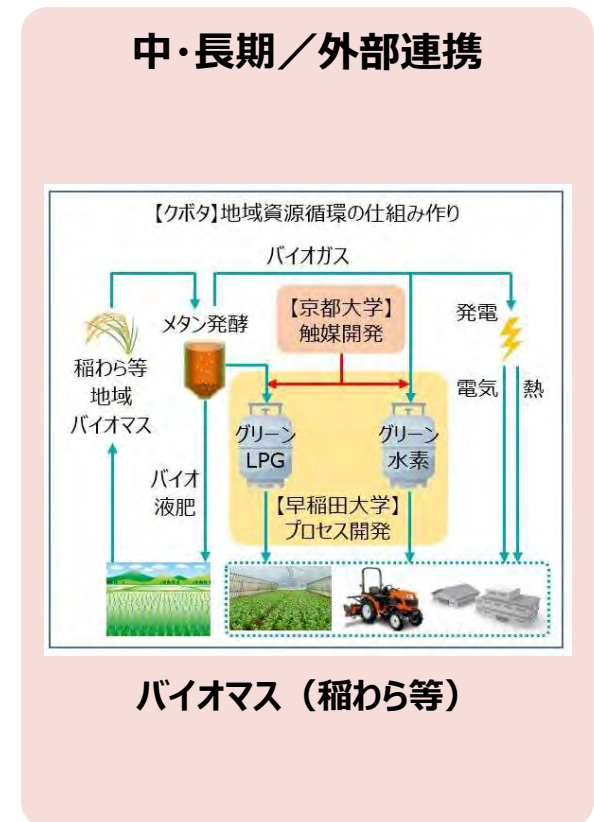 中・長期／外部連携
【クボタ】地域資源循環の仕組み作り
バイオガス
メタン発酵
【京都大学】
触媒開発
発電
稲わら等
地域
バイオマス
電気
熱
グリーン
LPG
グリーン
水素
バイオ
液肥
【早稲田大学】
プロセス開発
バイオマス（稲わら等）